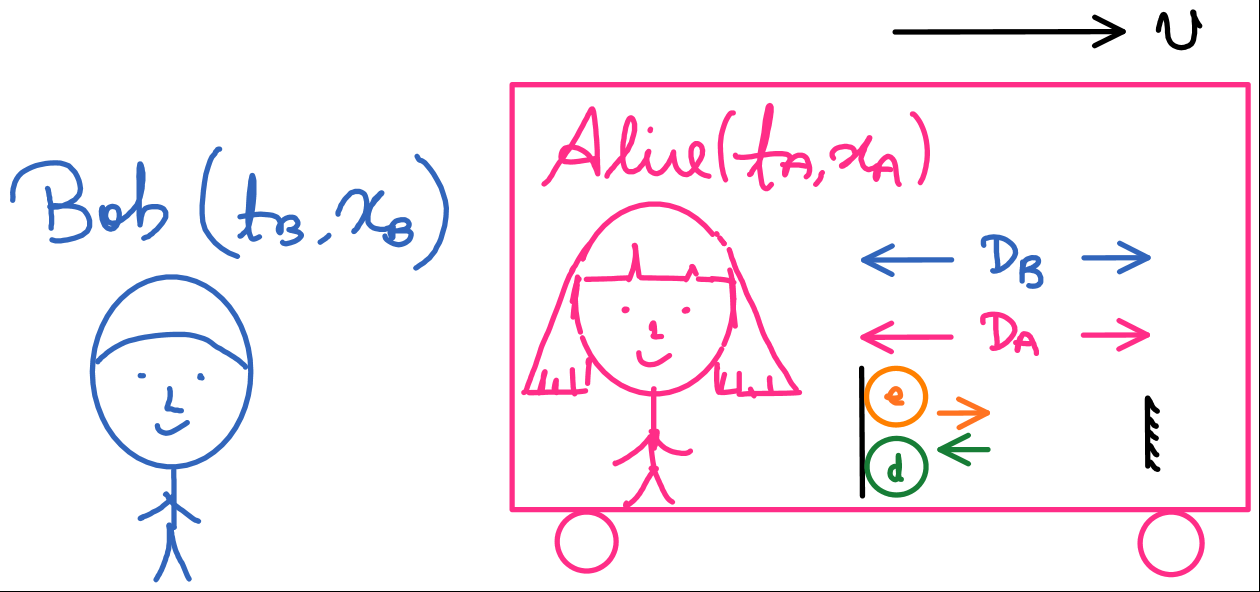 υ
Alice(t_A, x_A)
Bob (t_B, x_B)
D_B
D_A
e
d